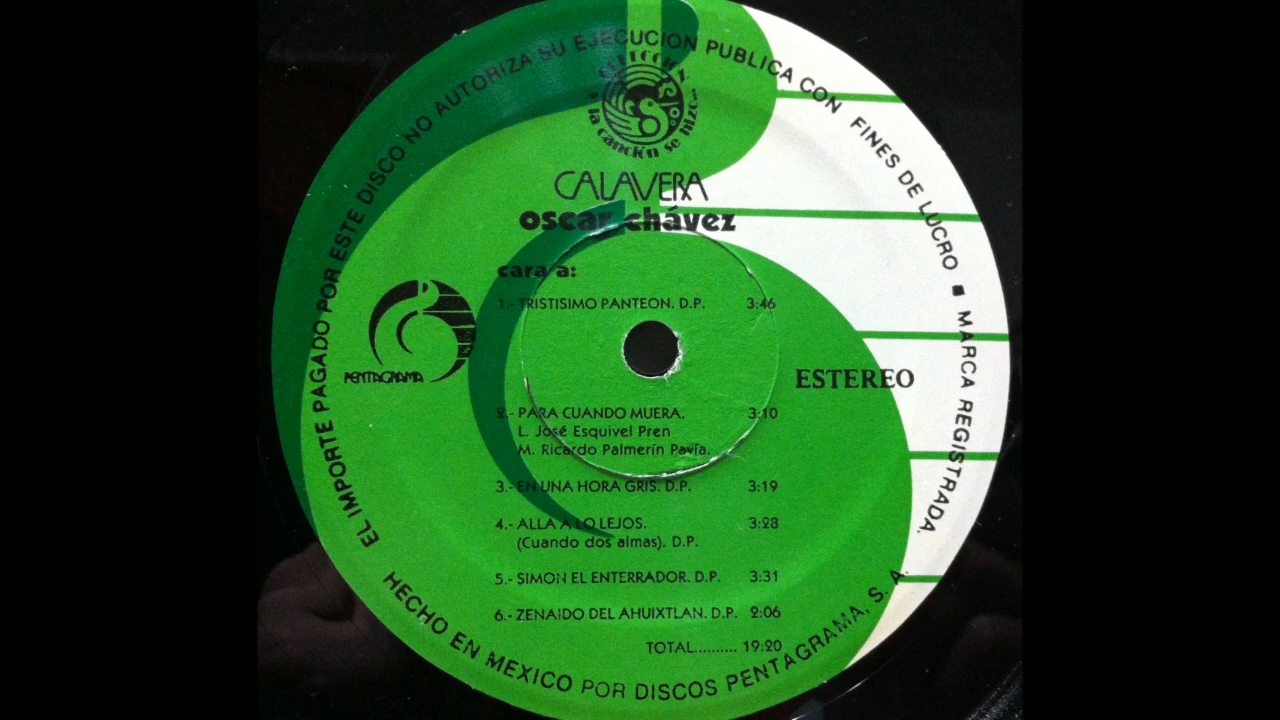 EL IMPORTE PAGADO POR ESTE DISCO NO AUTORIZA SU EJECUCION PUBLICA CON FINES DE LUCRO ■ MARCA REGISTRADA.
y la canción se hizo...
CALAVERA
oscar chávez
cara a:
1.- TRISTISIMO PANTEON. D.P. 3:46
PENTAGRAMA
ESTEREO
2.- PARA CUANDO MUERA. 3:10
L. José Esquivel Pren
M. Ricardo Palmerín Pavía.
3.- EN UNA HORA GRIS. D.P. 3:19
4.- ALLA A LO LEJOS. 3:28
(Cuando dos almas). D.P.
5.- SIMON EL ENTERRADOR. D.P. 3:31
6.- ZENAIDO DEL AHUIXTLAN. D.P. 2:06
TOTAL.......... 19:20
HECHO EN MEXICO POR DISCOS PENTAGRAMA, S. A.